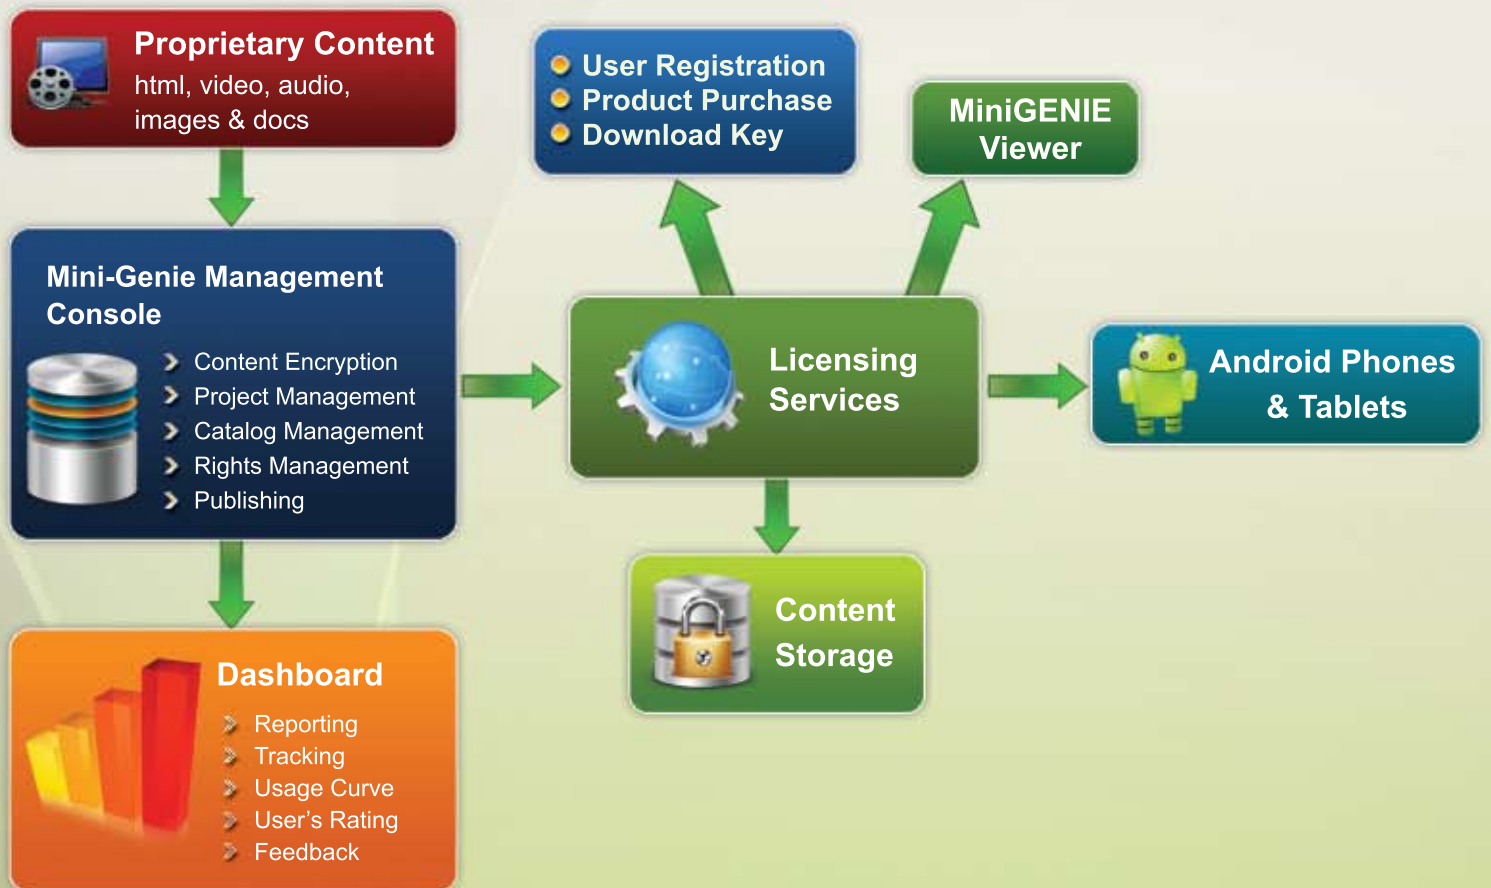 Proprietary Content
html, video, audio,
images & docs
User Registration
Product Purchase
Download Key
MiniGENIE
Viewer
Mini-Genie Management
Console
Content Encryption
Project Management
Catalog Management
Rights Management
Publishing
Licensing
Services
Android Phones
& Tablets
Content
Storage
Dashboard
Reporting
Tracking
Usage Curve
User’s Rating
Feedback